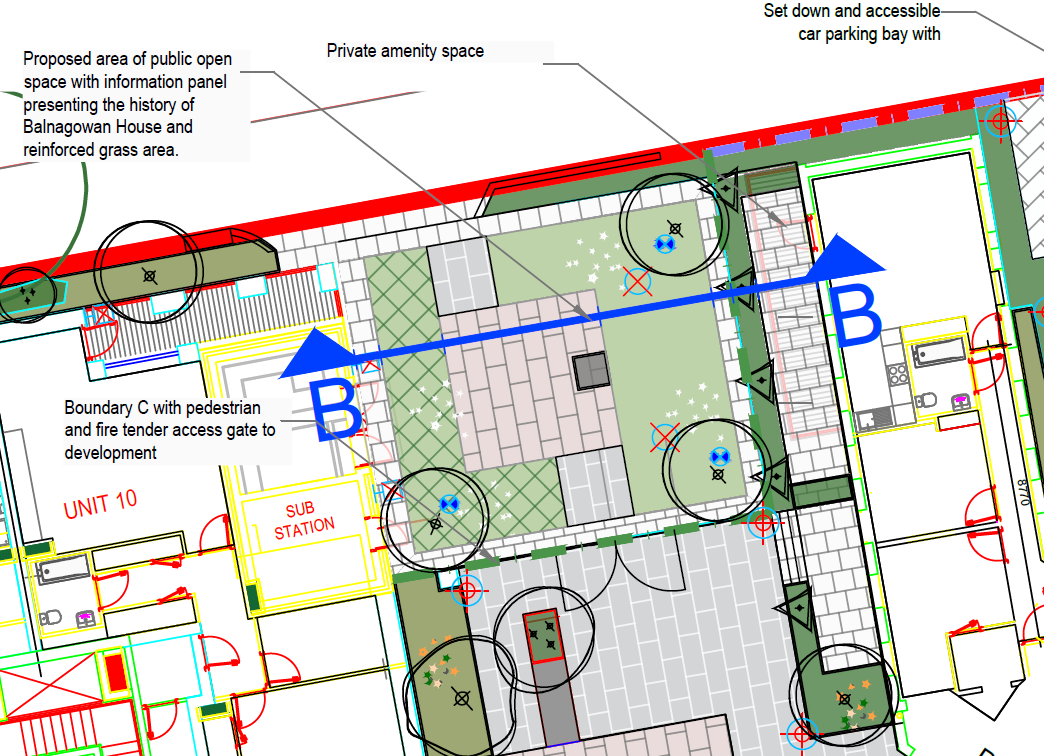 Set down and accessible
car parking bay with
Private amenity space
Proposed area of public open
space with information panel
presenting the history of
Balnagowan House and
reinforced grass area.
B
B
Boundary C with pedestrian
and fire tender access gate to
development
UNIT 10
SUB
STATION
8770